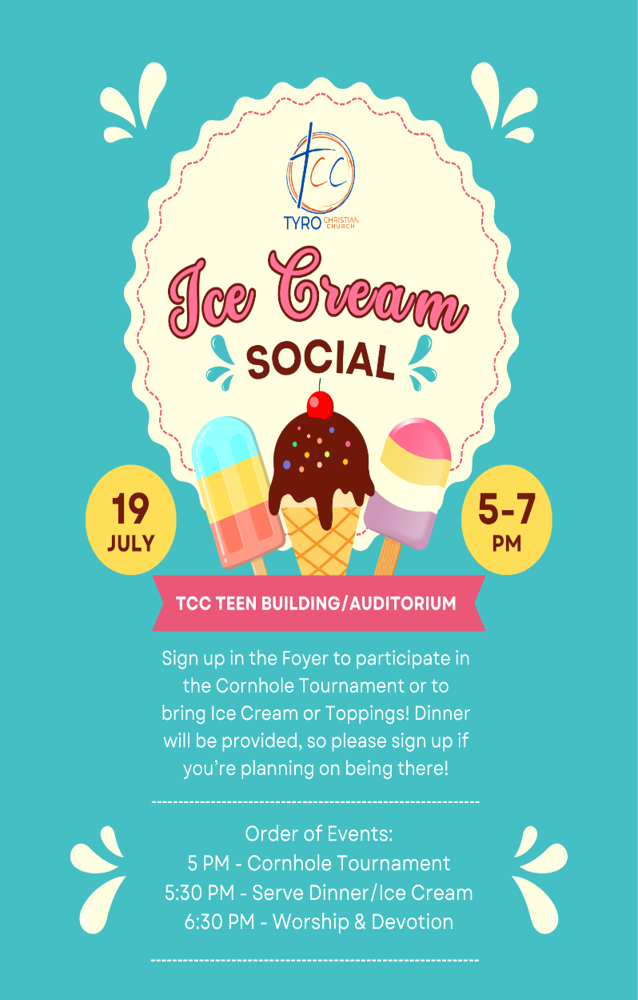 TCC
TYRO CHRISTIAN
CHURCH
Ice Cream
SOCIAL
19
JULY
5-7
PM
TCC TEEN BUILDING/AUDITORIUM
Sign up in the Foyer to participate in
the Cornhole Tournament or to
bring Ice Cream or Toppings! Dinner
will be provided, so please sign up if
you’re planning on being there!
Order of Events:
5 PM - Cornhole Tournament
5:30 PM - Serve Dinner/Ice Cream
6:30 PM - Worship & Devotion